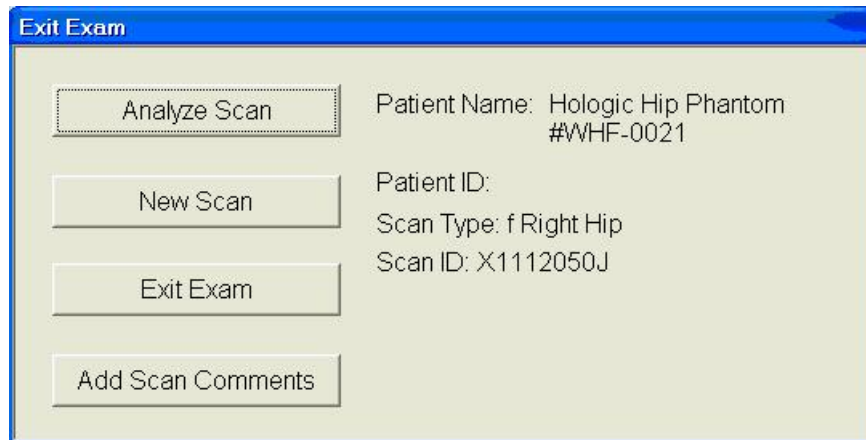 Exit Exam
Analyze Scan
Patient Name: Hologic Hip Phantom
#WHF-0021
New Scan
Patient ID:
Scan Type: f Right Hip
Scan ID: X1112050J
Exit Exam
Add Scan Comments